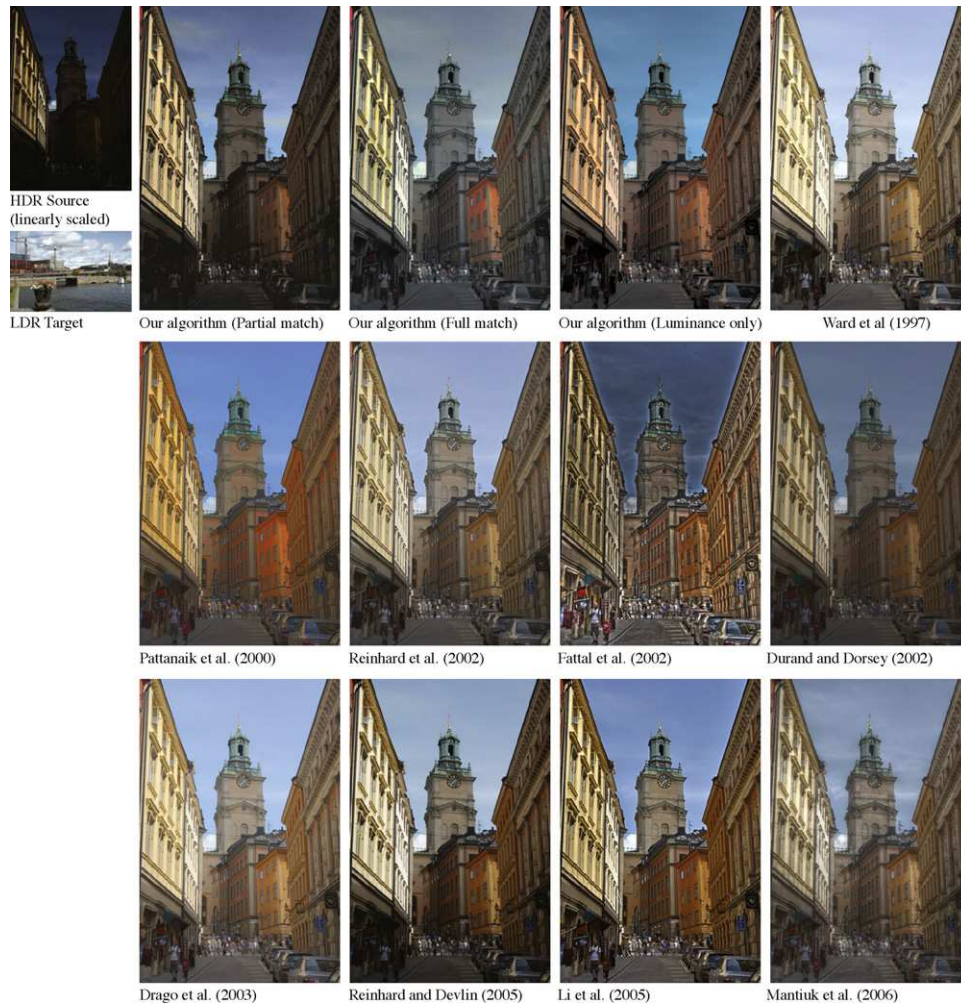 HDR Source
(linearly scaled)
LDR Target
Our algorithm (Partial match)
Our algorithm (Full match)
Our algorithm (Luminance only)
Ward et al (1997)
Pattanaik et al. (2000)
Reinhard et al. (2002)
Fattal et al. (2002)
Durand and Dorsey (2002)
Drago et al. (2003)
Reinhard and Devlin (2005)
Li et al. (2005)
Mantiuk et al. (2006)